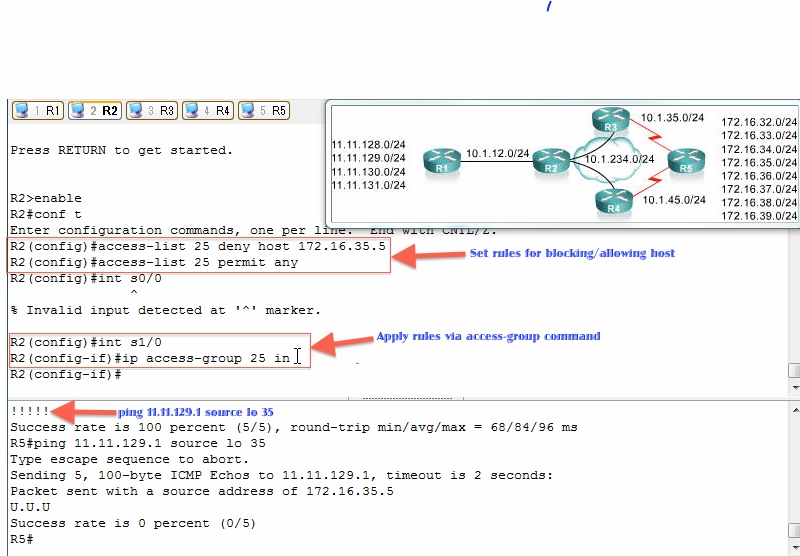 1 R1 2 R2 3 R3 4 R4 5 R5
Press RETURN to get started.
R2>enable
R2#conf t
Enter configuration commands, one per line. End with CNTL/Z.
R2(config)#access-list 25 deny host 172.16.35.5
R2(config)#access-list 25 permit any
Set rules for blocking/allowing host
R2(config)#int s0/0
^
% Invalid input detected at '^' marker.
R2(config)#int s1/0
Apply rules via access-group command
R2(config-if)#ip access-group 25 in
R2(config-if)#
11.11.128.0/24
11.11.129.0/24
11.11.130.0/24
11.11.131.0/24
R1
10.1.12.0/24
R2
R3
10.1.234.0/24
R4
10.1.35.0/24
R5
10.1.45.0/24
172.16.32.0/24
172.16.33.0/24
172.16.34.0/24
172.16.35.0/24
172.16.36.0/24
172.16.37.0/24
172.16.38.0/24
172.16.39.0/24
!!!!!
ping 11.11.129.1 source lo 35
Success rate is 100 percent (5/5), round-trip min/avg/max = 68/84/96 ms
R5#ping 11.11.129.1 source lo 35
Type escape sequence to abort.
Sending 5, 100-byte ICMP Echos to 11.11.129.1, timeout is 2 seconds:
Packet sent with a source address of 172.16.35.5
U.U.U
Success rate is 0 percent (0/5)
R5#